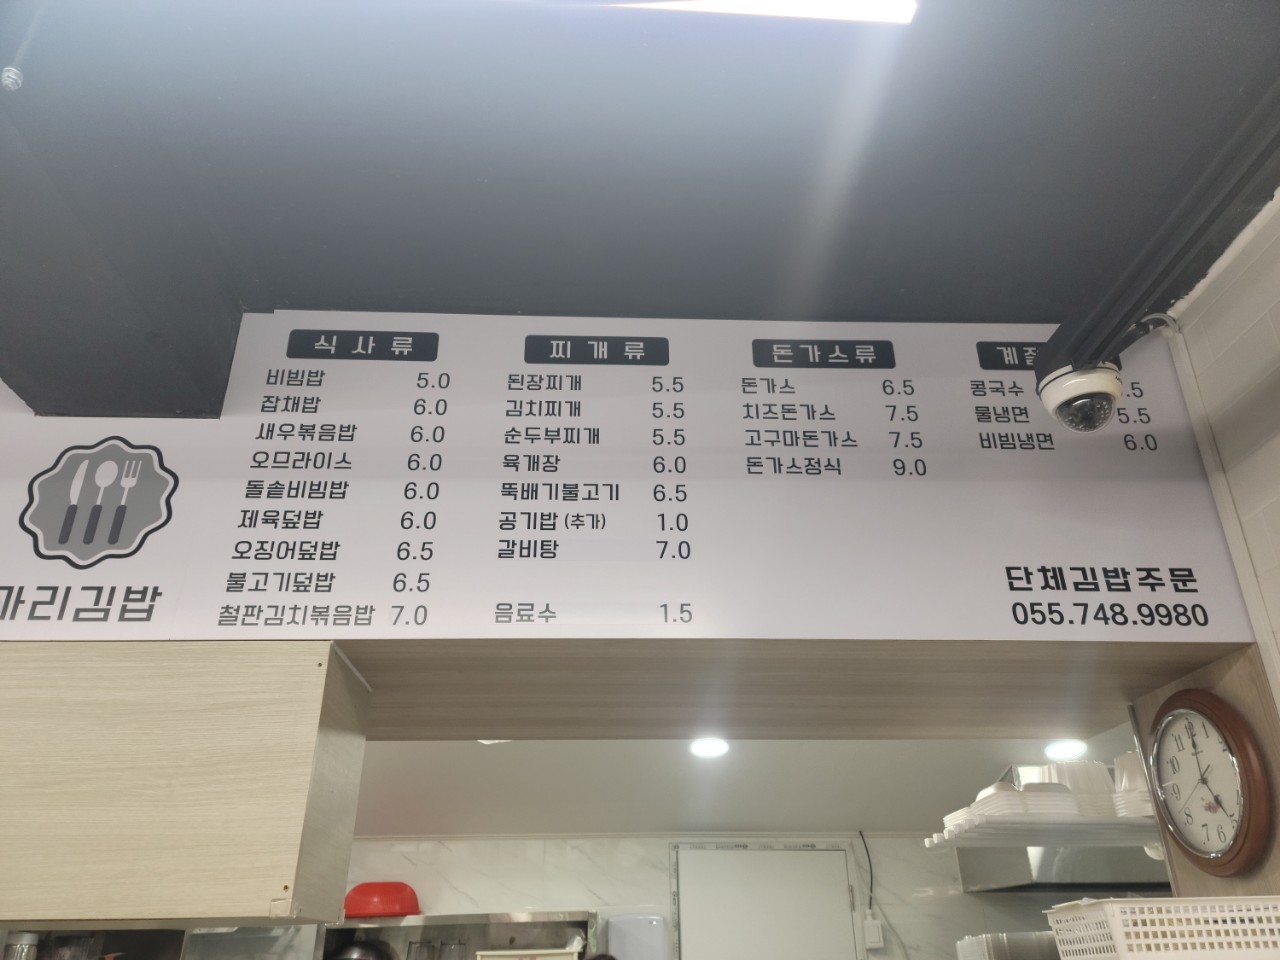 식사류
비빔밥 5.0
잡채밥 6.0
새우볶음밥 6.0
오므라이스 6.0
돌솥비빔밥 6.0
제육덮밥 6.0
오징어덮밥 6.5
불고기덮밥 6.5
철판김치볶음밥 7.0
찌개류
된장찌개 5.5
김치찌개 5.5
순두부찌개 5.5
육개장 6.0
뚝배기불고기 6.5
공기밥 (추가) 1.0
갈비탕 7.0
음료수 1.5
돈가스류
돈가스 6.5
치즈돈가스 7.5
고구마돈가스 7.5
돈가스정식 9.0
콩국수
물냉면 5.5
비빔냉면 6.0
단체김밥주문
055.748.9980
가리김밥